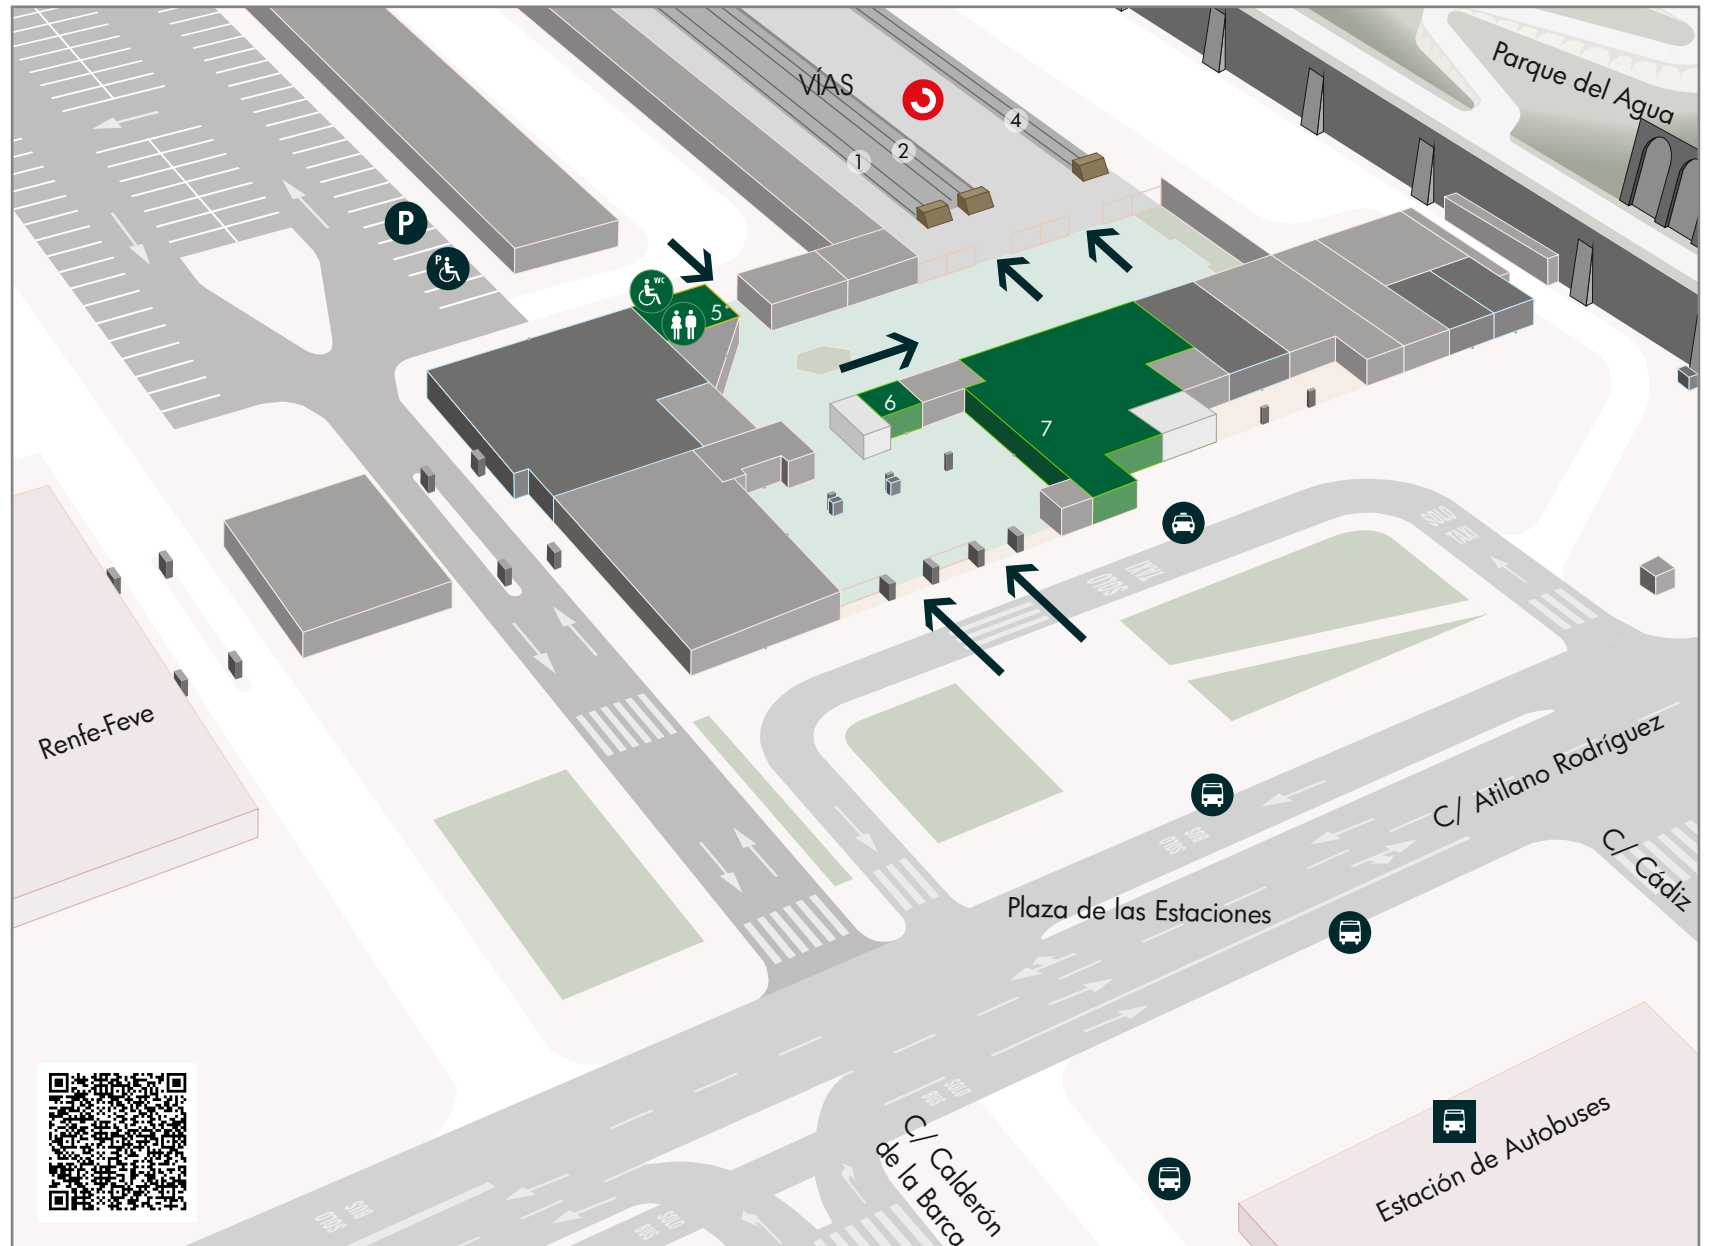 Parque del Agua
VÍAS
4
2
1
P
P
WC
5
6
7
SOLO
TAXI
SOLO
TAXI
Renfe-Feve
C/ Atilano Rodríguez
SOLO
BUS
C/ Cádiz
Plaza de las Estaciones
SOLO
BUS
C/ Calderón
de la Barca
Estación de Autobuses
SOLO
BUS
SOLO
BUS